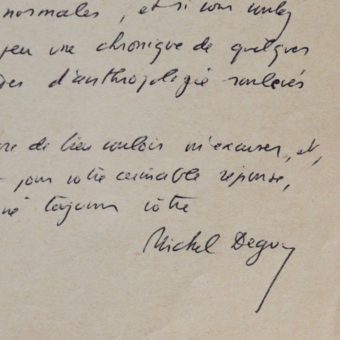 normales, et si vous voulez
peu une chronique de quelques
d'anthropologie soulevés
de bien vouloir m'excuser, et,
pour votre aimable réponse,
toujours vôtre
Michel Deguy